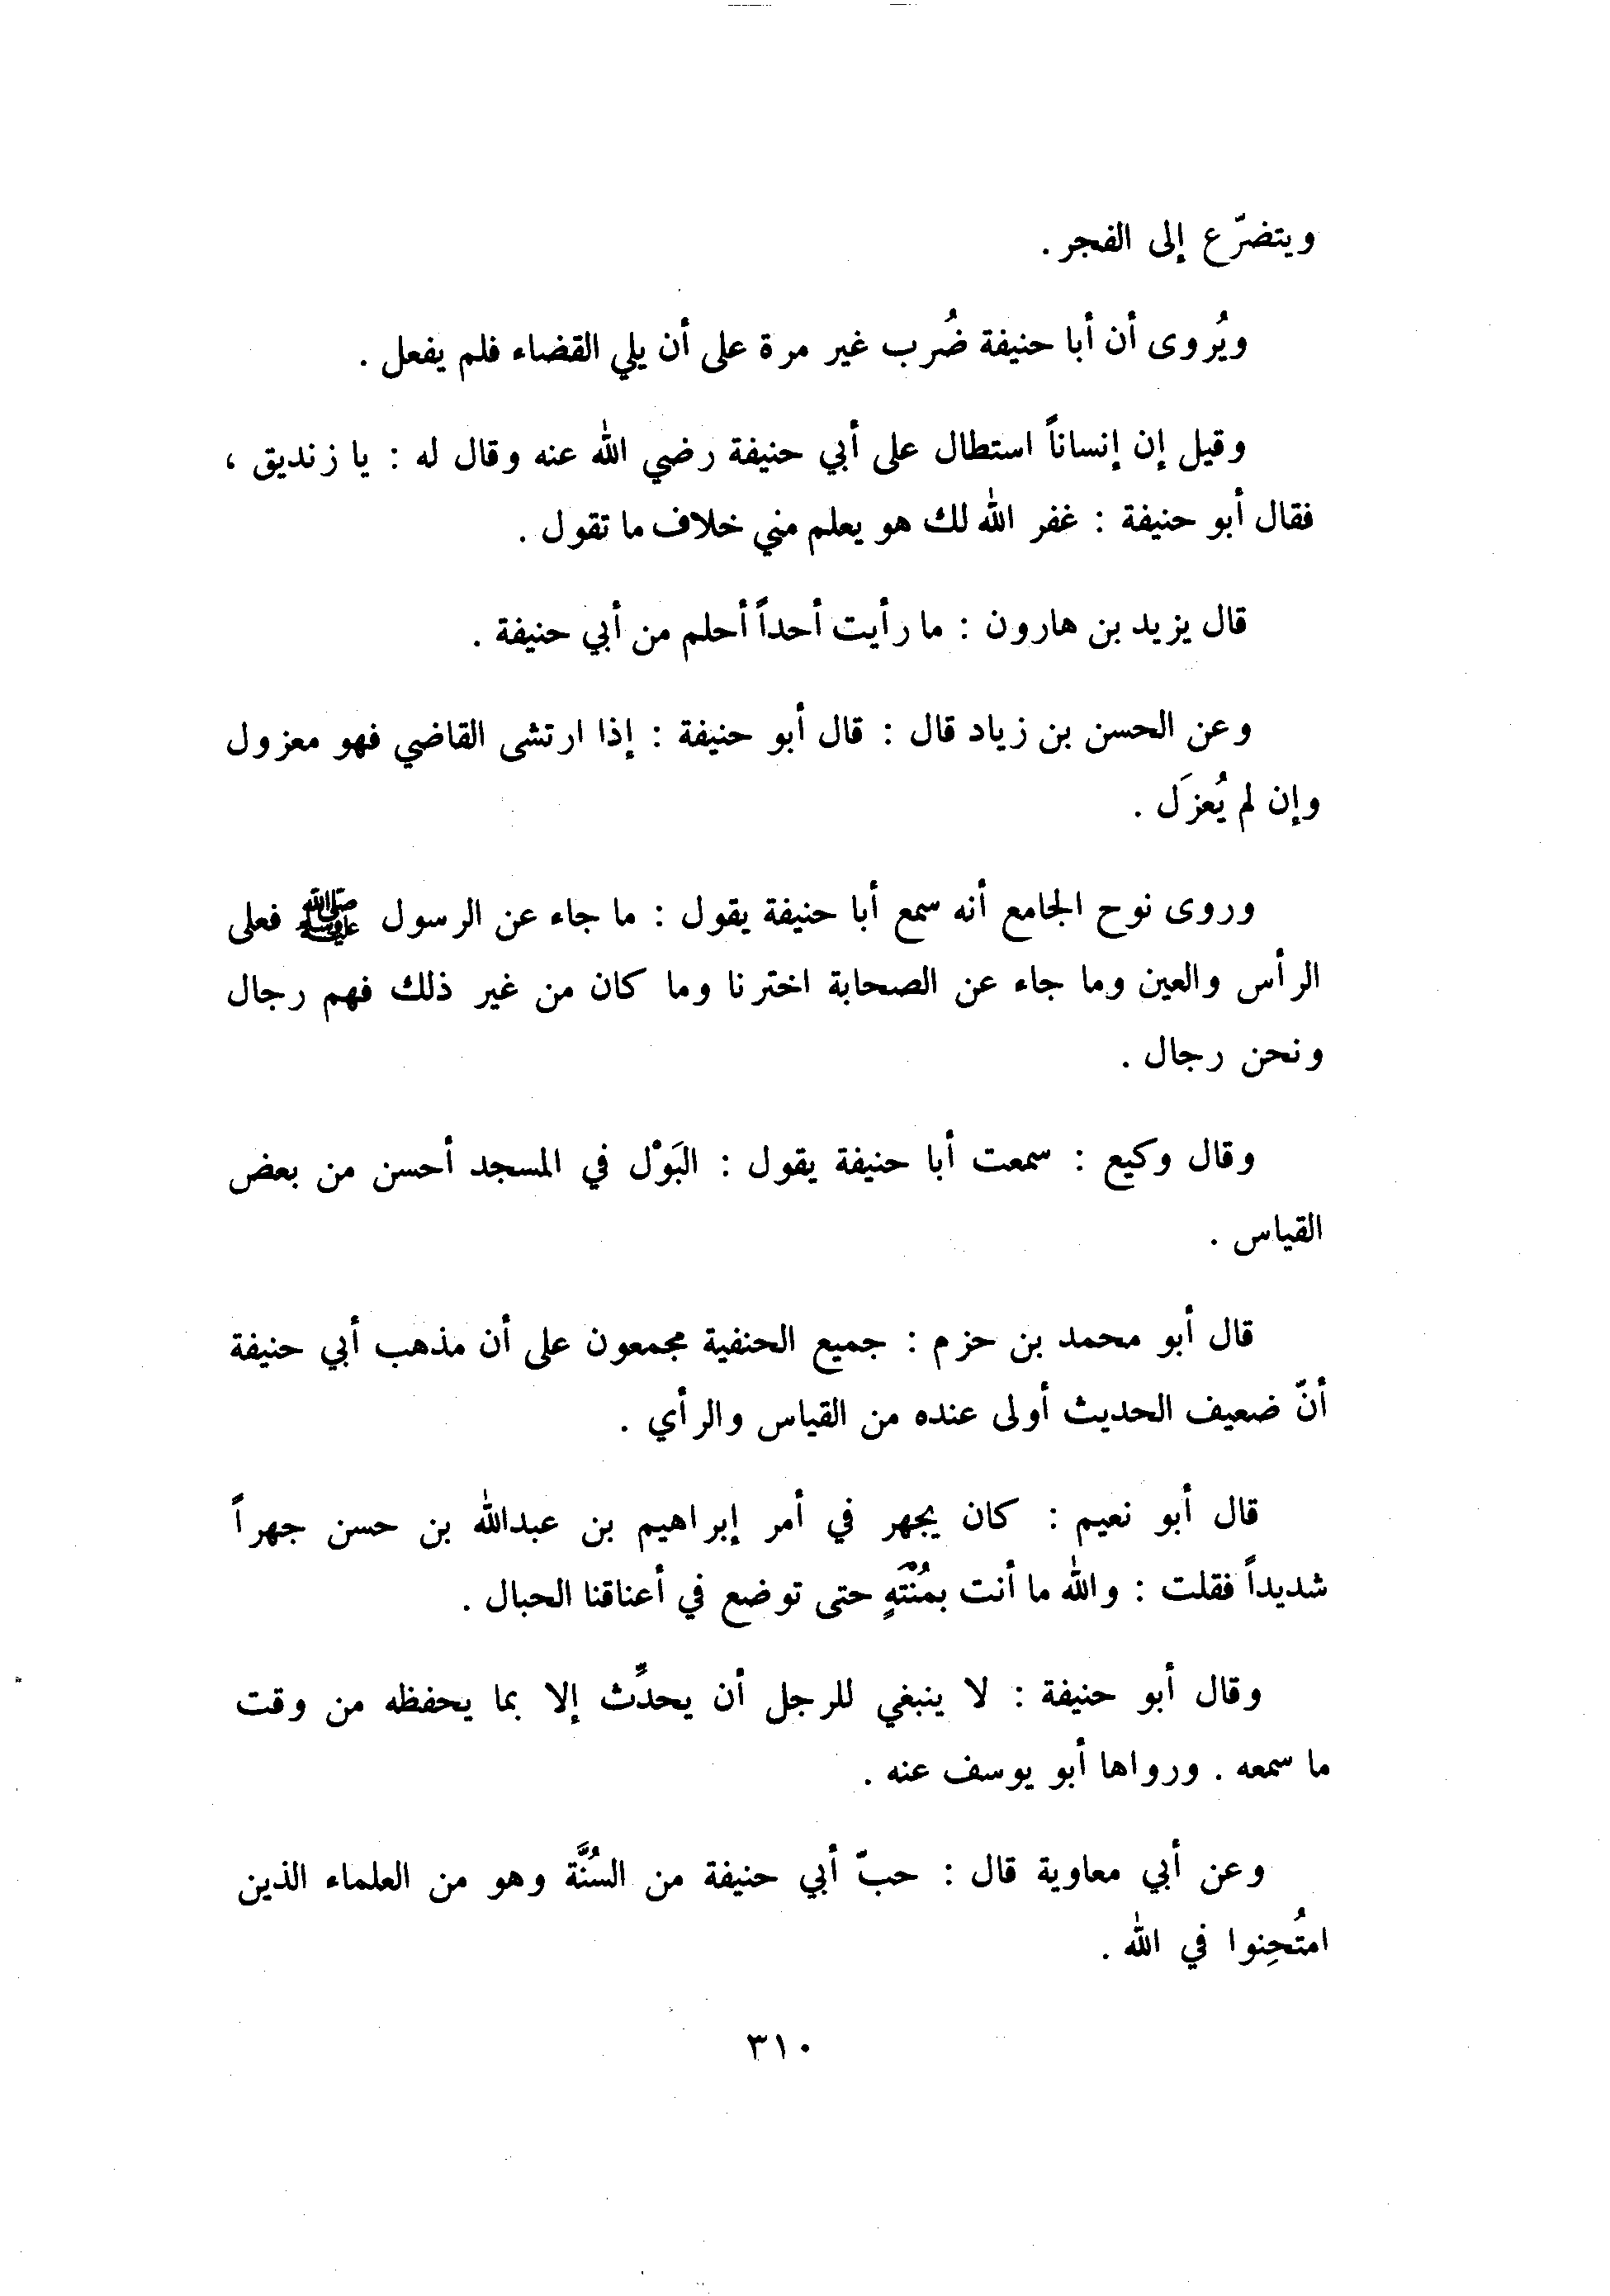 ويتضرّع إلى الفجر .
ويُروى أن أبا حنيفة ضُرب غير مرة على أن يلي القضاء فلم يفعل .
وقيل إن إنساناً استطال على أبي حنيفة رضي الله عنه وقال له : يا زنديق ،
فقال أبو حنيفة : غفر الله لك هو يعلم مني خلاف ما تقول .
قال يزيد بن هارون : ما رأيت أحداً أحلم من أبي حنيفة .
وعن الحسن بن زياد قال : قال أبو حنيفة : إذا ارتشى القاضي فهو معزول
وإن لم يُعزَل .
وروى نوح الجامع أنه سمع أبا حنيفة يقول : ما جاء عن الرسول ﷺ فعلى
الرأس والعين وما جاء عن الصحابة اخترنا وما كان من غير ذلك فهم رجال
ونحن رجال .
وقال وكيع : سمعت أبا حنيفة يقول : البَوْل في المسجد أحسن من بعض
القياس .
قال أبو محمد بن حزم : جميع الحنفية مجمعون على أن مذهب أبي حنيفة
أنّ ضعيف الحديث أولى عنده من القياس والرأي .
قال أبو نعيم : كان يجهر في أمر إبراهيم بن عبدالله بن حسن جهراً
شديداً فقلت : والله ما أنت بمُنْتَهٍ حتى توضع في أعناقنا الحبال .
وقال أبو حنيفة : لا ينبغي للرجل أن يحدِّث إلا بما يحفظه من وقت
ما سمعه . ورواها أبو يوسف عنه .
وعن أبي معاوية قال : حبّ أبي حنيفة من السُنَّة وهو من العلماء الذين
امتُحِنوا في الله .
٣١٠